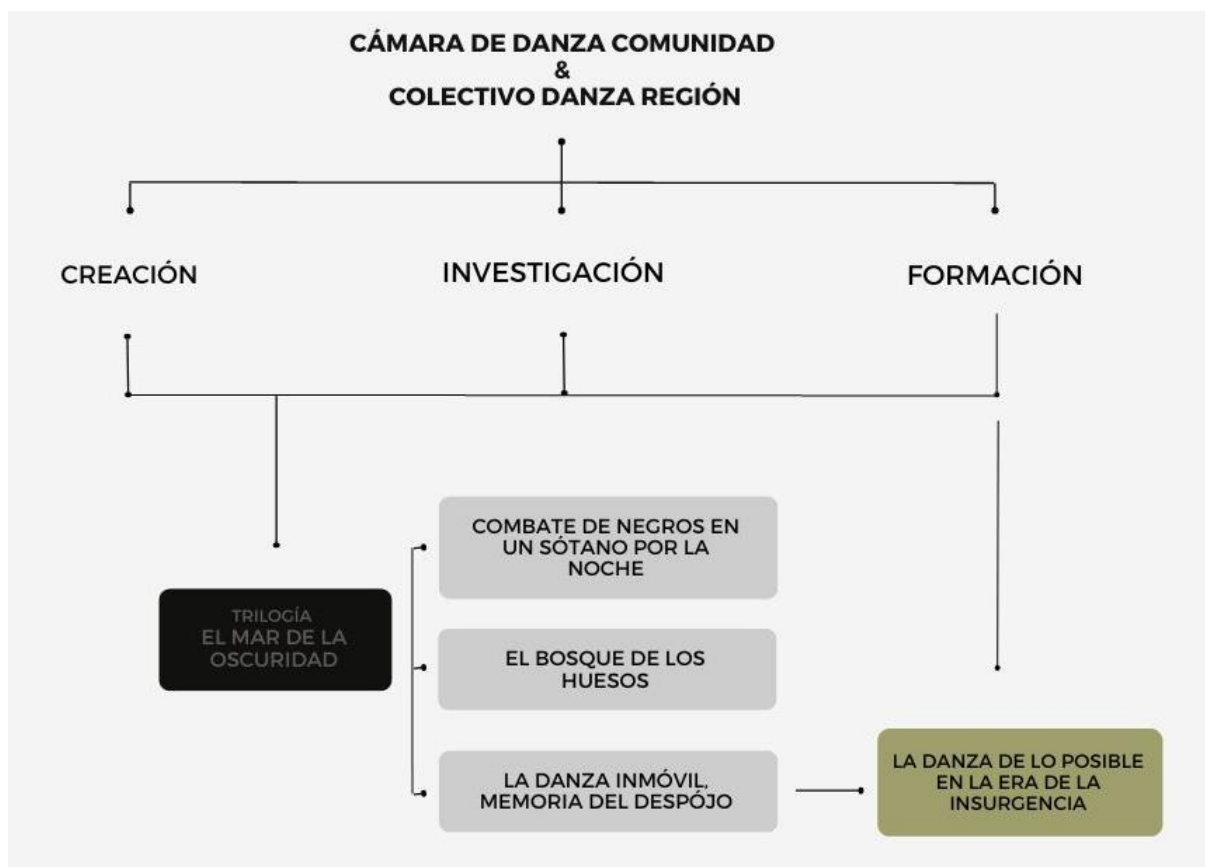 CÁMARA DE DANZA COMUNIDAD
&
COLECTIVO DANZA REGIÓN
CREACIÓN
INVESTIGACIÓN
FORMACIÓN
COMBATE DE NEGROS EN
UN SÓTANO POR LA
NOCHE
TRILOGÍA
EL MAR DE LA
OSCURIDAD
EL BOSQUE DE LOS
HUESOS
LA DANZA INMÓVIL,
MEMORIA DEL DESPÓJO
LA DANZA DE LO POSIBLE
EN LA ERA DE LA
INSURGENCIA